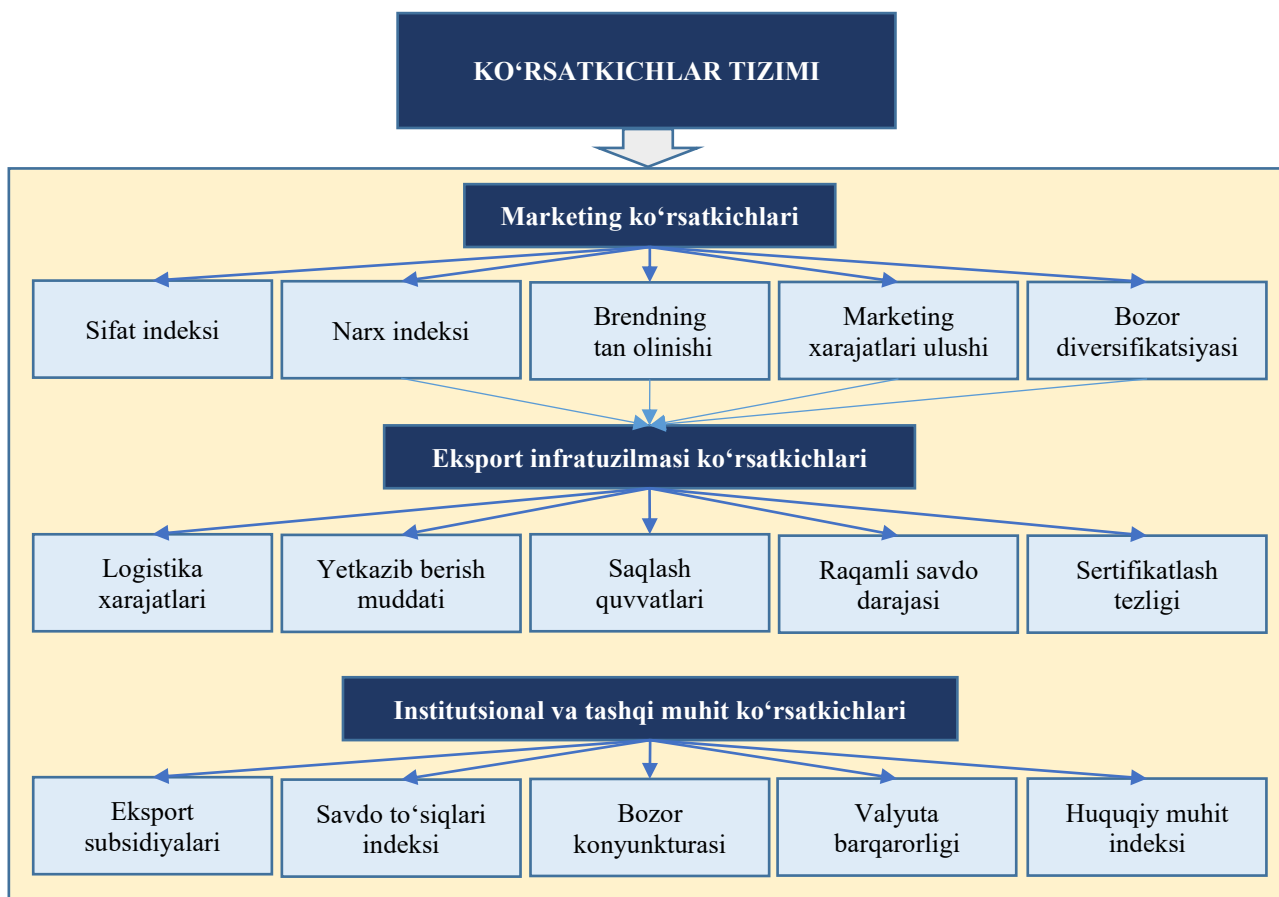 KO‘RSATKICHLAR TIZIMI
Marketing ko‘rsatkichlari
Sifat indeksi
Narx indeksi
Brendning
tan olinishi
Marketing
xarajatlari ulushi
Bozor
diversifikatsiyasi
Eksport infratuzilmasi ko‘rsatkichlari
Logistika
xarajatlari
Yetkazib berish
muddati
Saqlash
quvvatlari
Raqamli savdo
darajasi
Sertifikatlash
tezligi
Institutsional va tashqi muhit ko‘rsatkichlari
Eksport
subsidiyalari
Savdo to‘siqlari
indeksi
Bozor
konyunkturasi
Valyuta
barqarorligi
Huquqiy muhit
indeksi